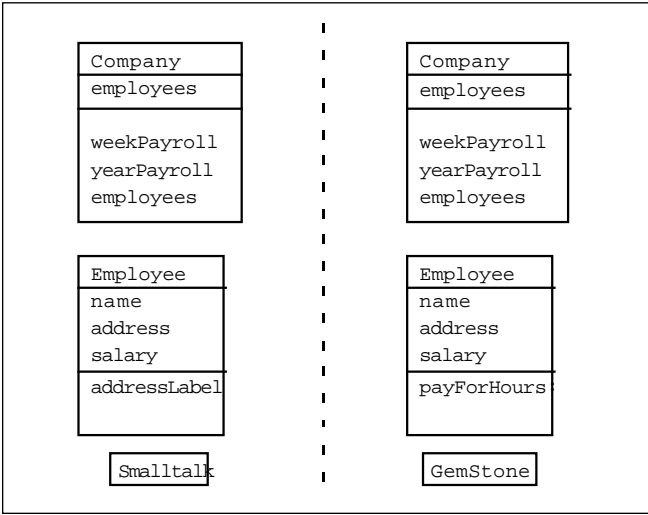 Company
employees
weekPayroll
yearPayroll
employees
Employee
name
address
salary
addressLabel
Smalltalk
Company
employees
weekPayroll
yearPayroll
employees
Employee
name
address
salary
payForHours:
GemStone